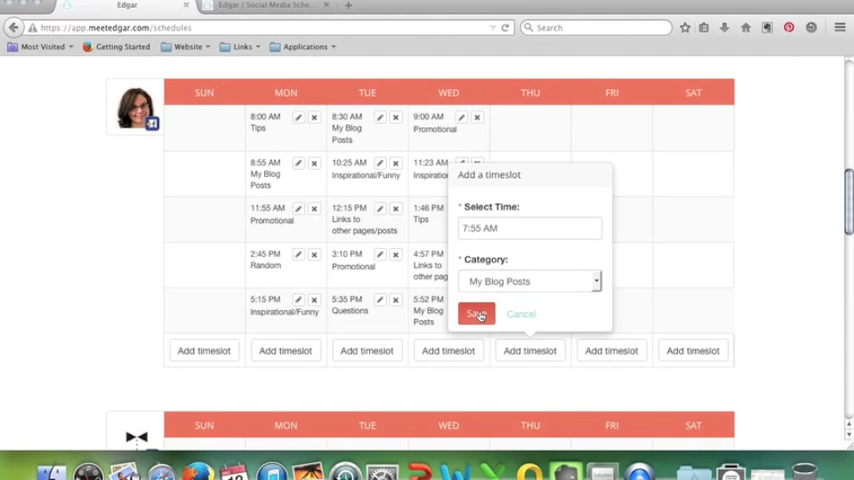 Edgar
Edgar | Social Media Sche...
https://app.meetedgar.com/schedules
Search
Most Visited
Getting Started
Website
Links
Applications
SUN MON TUE WED THU FRI SAT
8:00 AM
Tips
8:30 AM
My Blog
Posts
9:00 AM
Promotional
8:55 AM
My Blog
Posts
10:25 AM
Inspirational/Funny
11:23 AM
Inspiratio
11:55 AM
Promotional
12:15 PM
Links to
other pages/posts
1:46 PM
Tips
2:45 PM
Random
3:10 PM
Promotional
4:57 PM
Links to
other pag
5:15 PM
Inspirational/Funny
5:35 PM
Questions
5:52 PM
My Blog
Posts
Add a timeslot
* Select Time:
7:55 AM
* Category:
My Blog Posts
Save
Cancel
Add timeslot Add timeslot Add timeslot Add timeslot Add timeslot Add timeslot Add timeslot
SUN MON TUE WED THU FRI SAT